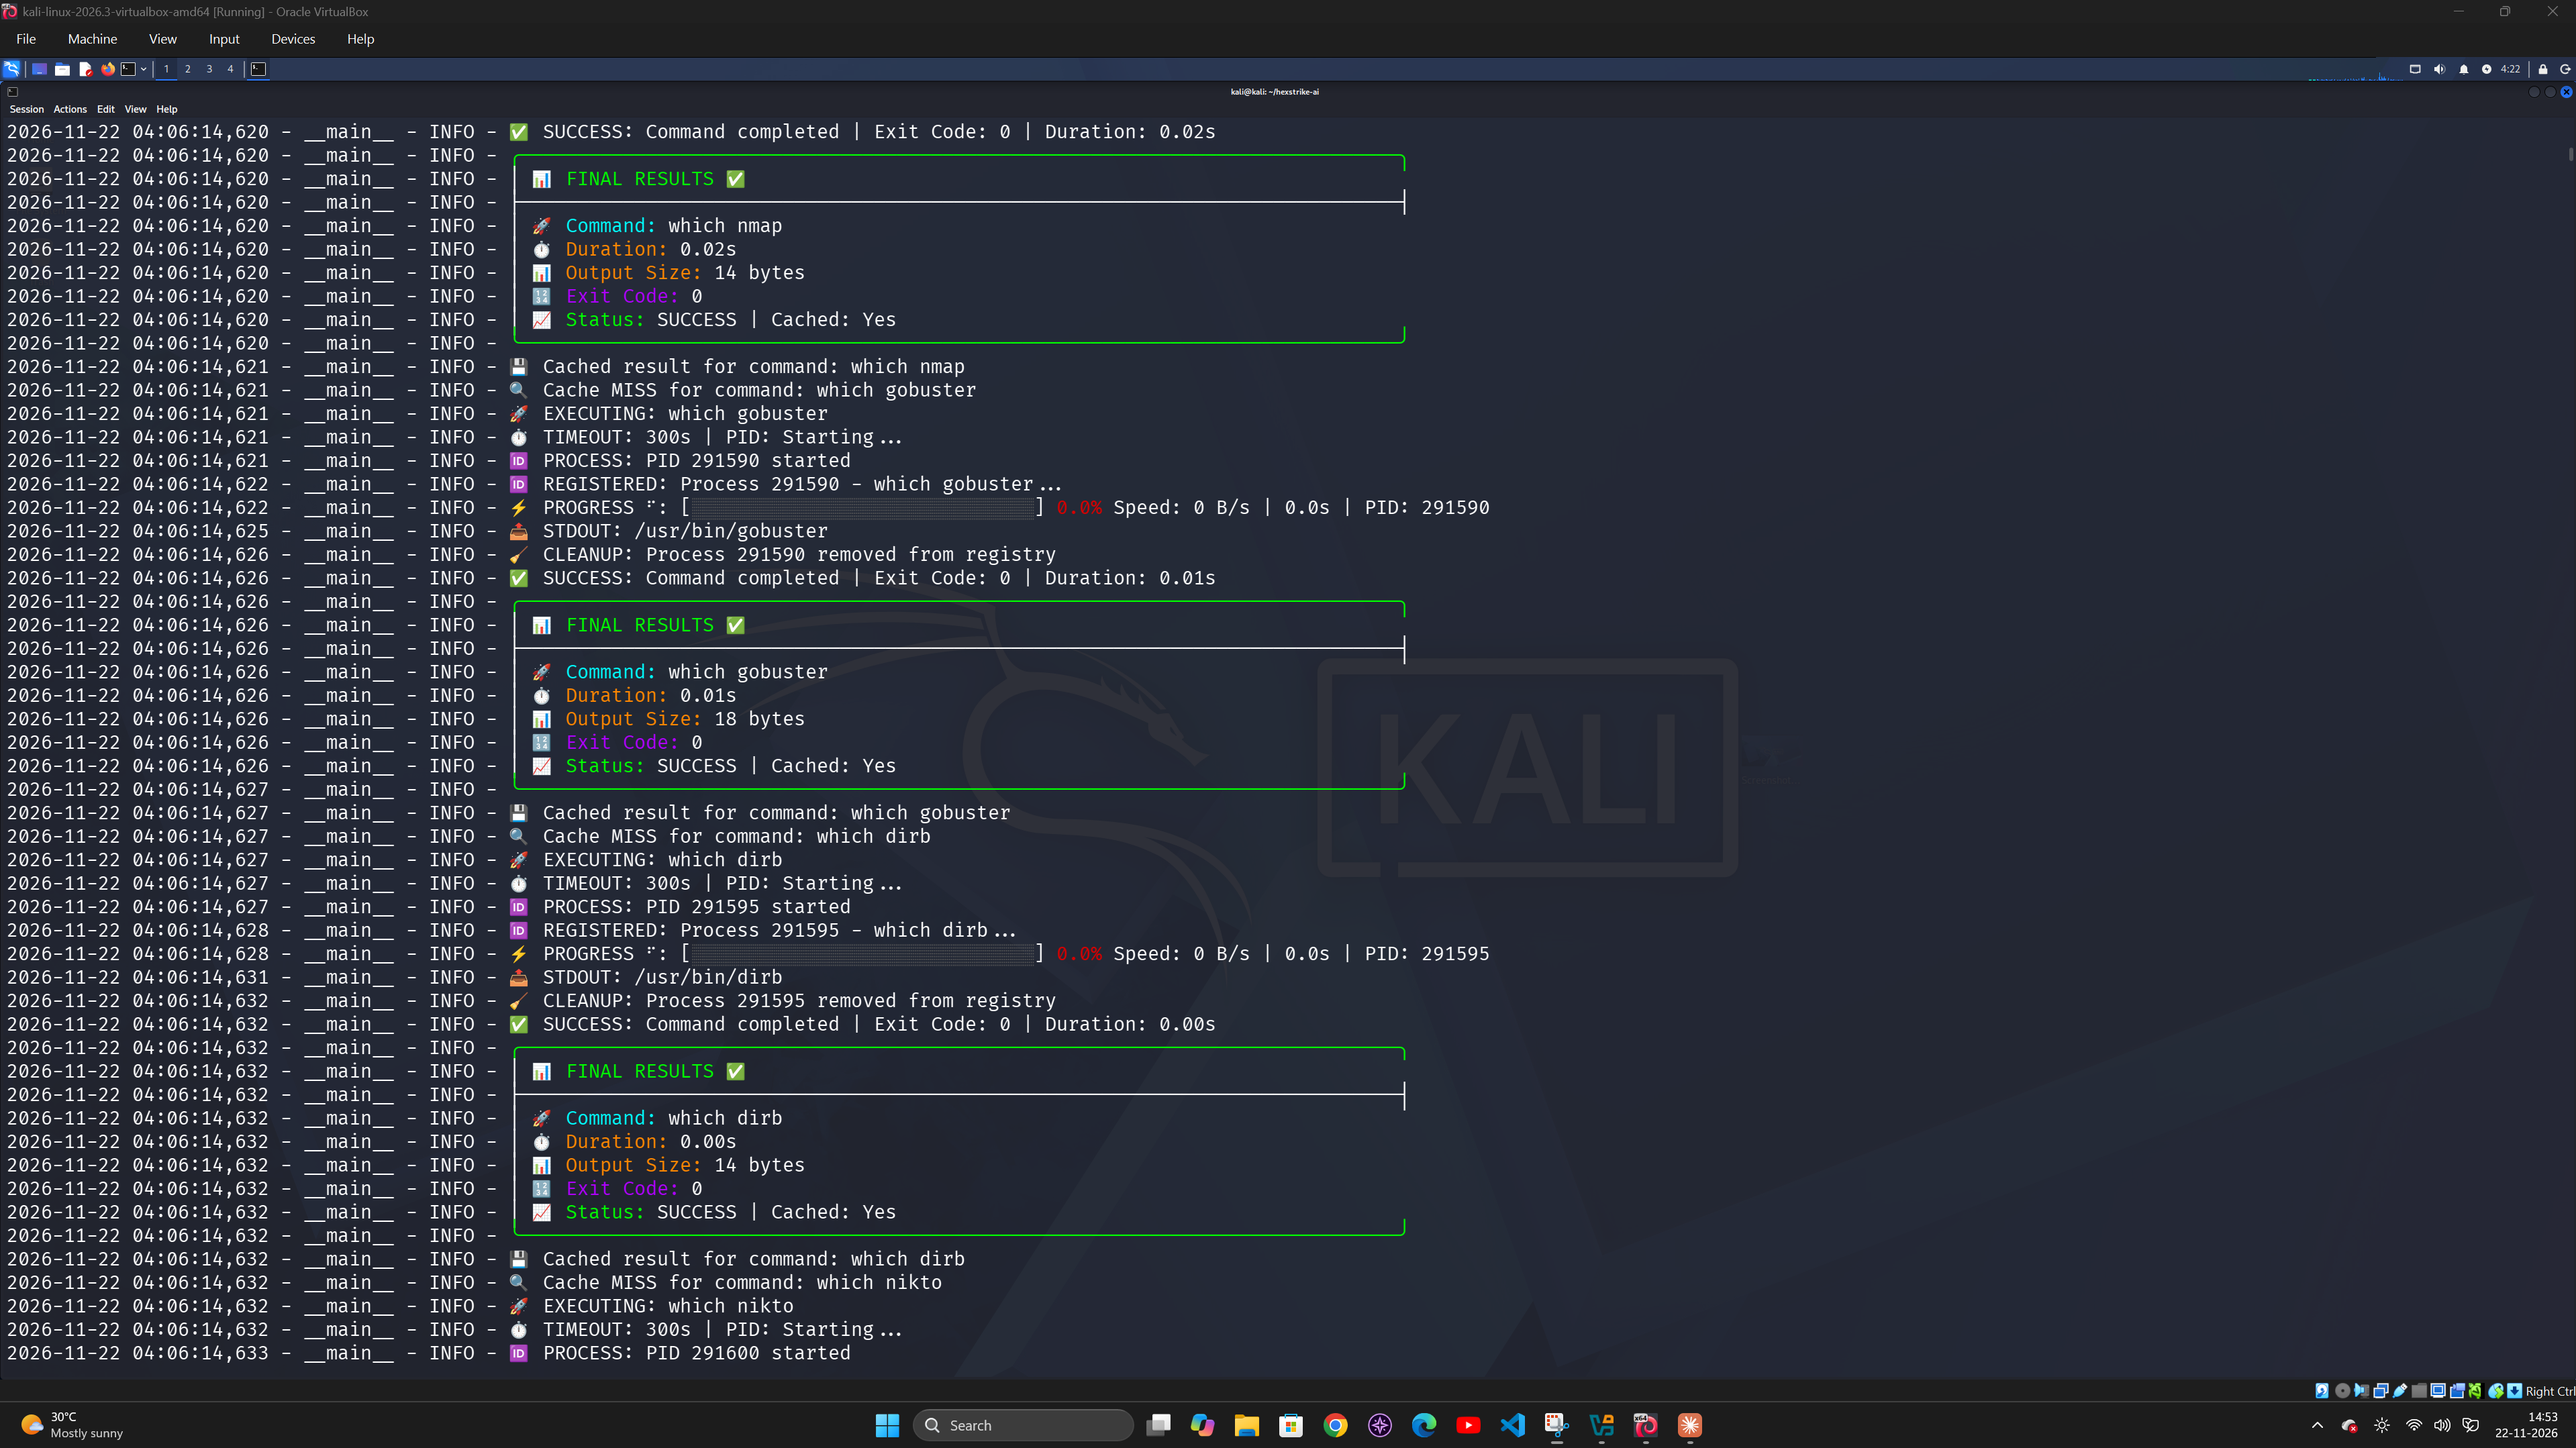 kali-linux-2026.3-virtualbox-amd64 [Running] - Oracle VirtualBox
File Machine View Input Devices Help
1 2 3 4 4:22
kali@kali: ~/hexstrike-ai
Session Actions Edit View Help
2026-11-22 04:06:14,620 - __main__ - INFO - ✅ SUCCESS: Command completed | Exit Code: 0 | Duration: 0.02s
2026-11-22 04:06:14,620 - __main__ - INFO -
2026-11-22 04:06:14,620 - __main__ - INFO - 📊 FINAL RESULTS ✅
2026-11-22 04:06:14,620 - __main__ - INFO -
2026-11-22 04:06:14,620 - __main__ - INFO - 🚀 Command: which nmap
2026-11-22 04:06:14,620 - __main__ - INFO - ⏱️ Duration: 0.02s
2026-11-22 04:06:14,620 - __main__ - INFO - 📊 Output Size: 14 bytes
2026-11-22 04:06:14,620 - __main__ - INFO - 🔢 Exit Code: 0
2026-11-22 04:06:14,620 - __main__ - INFO - 📈 Status: SUCCESS | Cached: Yes
2026-11-22 04:06:14,620 - __main__ - INFO -
2026-11-22 04:06:14,621 - __main__ - INFO - 💾 Cached result for command: which nmap
2026-11-22 04:06:14,621 - __main__ - INFO - 🔍 Cache MISS for command: which gobuster
2026-11-22 04:06:14,621 - __main__ - INFO - 🚀 EXECUTING: which gobuster
2026-11-22 04:06:14,621 - __main__ - INFO - ⏱️ TIMEOUT: 300s | PID: Starting...
2026-11-22 04:06:14,621 - __main__ - INFO - 🆔 PROCESS: PID 291590 started
2026-11-22 04:06:14,622 - __main__ - INFO - 🆔 REGISTERED: Process 291590 - which gobuster...
2026-11-22 04:06:14,622 - __main__ - INFO - ⚡ PROGRESS ⠋: [░░░░░░░░░░░░░░░░░░░░░░░░░░░░░░] 0.0% Speed: 0 B/s | 0.0s | PID: 291590
2026-11-22 04:06:14,625 - __main__ - INFO - 📤 STDOUT: /usr/bin/gobuster
2026-11-22 04:06:14,626 - __main__ - INFO - 🧹 CLEANUP: Process 291590 removed from registry
2026-11-22 04:06:14,626 - __main__ - INFO - ✅ SUCCESS: Command completed | Exit Code: 0 | Duration: 0.01s
2026-11-22 04:06:14,626 - __main__ - INFO -
2026-11-22 04:06:14,626 - __main__ - INFO - 📊 FINAL RESULTS ✅
2026-11-22 04:06:14,626 - __main__ - INFO -
2026-11-22 04:06:14,626 - __main__ - INFO - 🚀 Command: which gobuster
2026-11-22 04:06:14,626 - __main__ - INFO - ⏱️ Duration: 0.01s
2026-11-22 04:06:14,626 - __main__ - INFO - 📊 Output Size: 18 bytes
2026-11-22 04:06:14,626 - __main__ - INFO - 🔢 Exit Code: 0
2026-11-22 04:06:14,626 - __main__ - INFO - 📈 Status: SUCCESS | Cached: Yes
2026-11-22 04:06:14,627 - __main__ - INFO -
2026-11-22 04:06:14,627 - __main__ - INFO - 💾 Cached result for command: which gobuster
2026-11-22 04:06:14,627 - __main__ - INFO - 🔍 Cache MISS for command: which dirb
2026-11-22 04:06:14,627 - __main__ - INFO - 🚀 EXECUTING: which dirb
2026-11-22 04:06:14,627 - __main__ - INFO - ⏱️ TIMEOUT: 300s | PID: Starting...
2026-11-22 04:06:14,627 - __main__ - INFO - 🆔 PROCESS: PID 291595 started
2026-11-22 04:06:14,628 - __main__ - INFO - 🆔 REGISTERED: Process 291595 - which dirb...
2026-11-22 04:06:14,628 - __main__ - INFO - ⚡ PROGRESS ⠋: [░░░░░░░░░░░░░░░░░░░░░░░░░░░░░░] 0.0% Speed: 0 B/s | 0.0s | PID: 291595
2026-11-22 04:06:14,631 - __main__ - INFO - 📤 STDOUT: /usr/bin/dirb
2026-11-22 04:06:14,632 - __main__ - INFO - 🧹 CLEANUP: Process 291595 removed from registry
2026-11-22 04:06:14,632 - __main__ - INFO - ✅ SUCCESS: Command completed | Exit Code: 0 | Duration: 0.00s
2026-11-22 04:06:14,632 - __main__ - INFO -
2026-11-22 04:06:14,632 - __main__ - INFO - 📊 FINAL RESULTS ✅
2026-11-22 04:06:14,632 - __main__ - INFO -
2026-11-22 04:06:14,632 - __main__ - INFO - 🚀 Command: which dirb
2026-11-22 04:06:14,632 - __main__ - INFO - ⏱️ Duration: 0.00s
2026-11-22 04:06:14,632 - __main__ - INFO - 📊 Output Size: 14 bytes
2026-11-22 04:06:14,632 - __main__ - INFO - 🔢 Exit Code: 0
2026-11-22 04:06:14,632 - __main__ - INFO - 📈 Status: SUCCESS | Cached: Yes
2026-11-22 04:06:14,632 - __main__ - INFO -
2026-11-22 04:06:14,632 - __main__ - INFO - 💾 Cached result for command: which dirb
2026-11-22 04:06:14,632 - __main__ - INFO - 🔍 Cache MISS for command: which nikto
2026-11-22 04:06:14,632 - __main__ - INFO - 🚀 EXECUTING: which nikto
2026-11-22 04:06:14,632 - __main__ - INFO - ⏱️ TIMEOUT: 300s | PID: Starting...
2026-11-22 04:06:14,633 - __main__ - INFO - 🆔 PROCESS: PID 291600 started
KALI
Right Ctrl
30°C
Mostly sunny
Search
14:53
22-11-2026